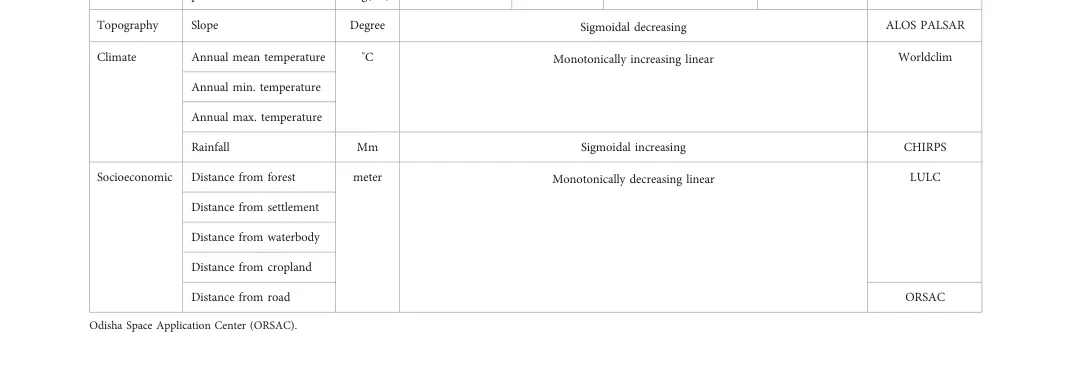 Topography Slope Degree Sigmoidal decreasing ALOS PALSAR
Climate Annual mean temperature °C Monotonically increasing linear Worldclim
Annual min. temperature
Annual max. temperature
Rainfall Mm Sigmoidal increasing CHIRPS
Socioeconomic Distance from forest meter Monotonically decreasing linear LULC
Distance from settlement
Distance from waterbody
Distance from cropland
Distance from road ORSAC
Odisha Space Application Center (ORSAC).